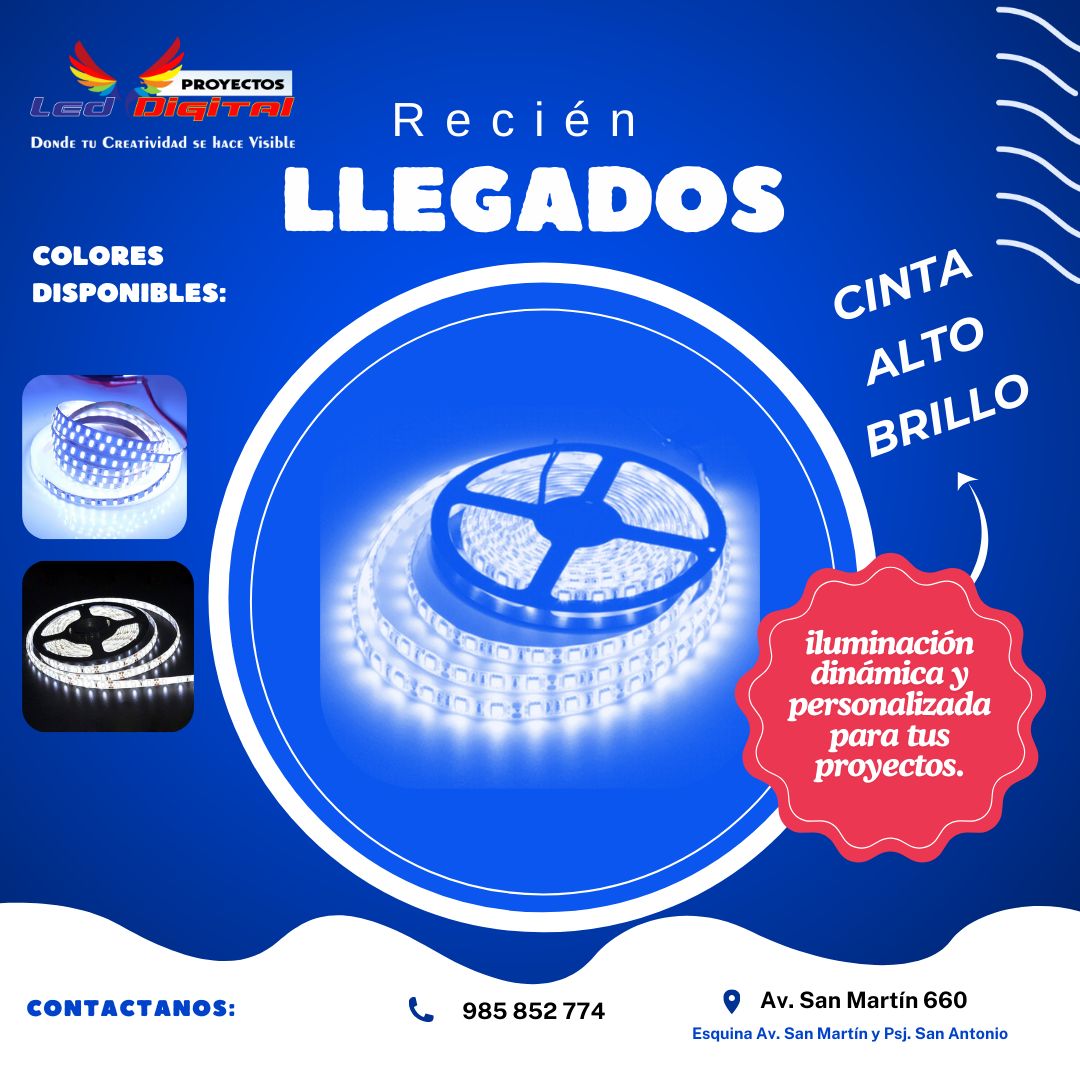 PROYECTOS
Led Digital
Donde tu Creatividad se hace Visible
Recién
LLEGADOS
COLORES
DISPONIBLES:
CINTA
ALTO
BRILLO
iluminación
dinámica y
personalizada
para tus
proyectos.
CONTACTANOS:
985 852 774
Av. San Martín 660
Esquina Av. San Martín y Psj. San Antonio